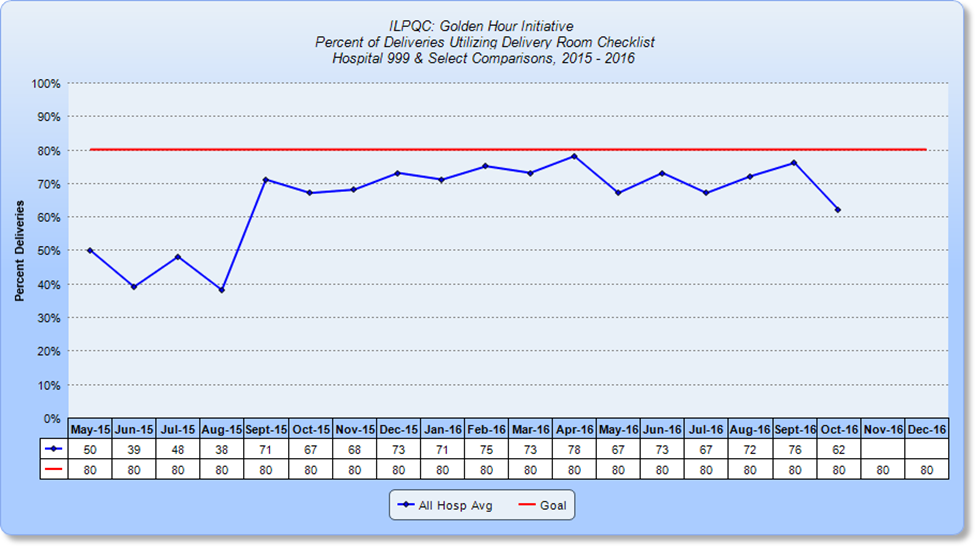 ILPQC: Golden Hour Initiative
Percent of Deliveries Utilizing Delivery Room Checklist
Hospital 999 & Select Comparisons, 2015 - 2016
100%
90%
80%
70%
60%
50%
40%
30%
20%
10%
0%
Percent Deliveries
May-15 Jun-15 Jul-15 Aug-15 Sept-15 Oct-15 Nov-15 Dec-15 Jan-16 Feb-16 Mar-16 Apr-16 May-16 Jun-16 Jul-16 Aug-16 Sept-16 Oct-16 Nov-16 Dec-16
50 39 48 38 71 67 68 73 71 75 73 78 67 73 67 72 76 62
80 80 80 80 80 80 80 80 80 80 80 80 80 80 80 80 80 80 80 80
All Hosp Avg Goal